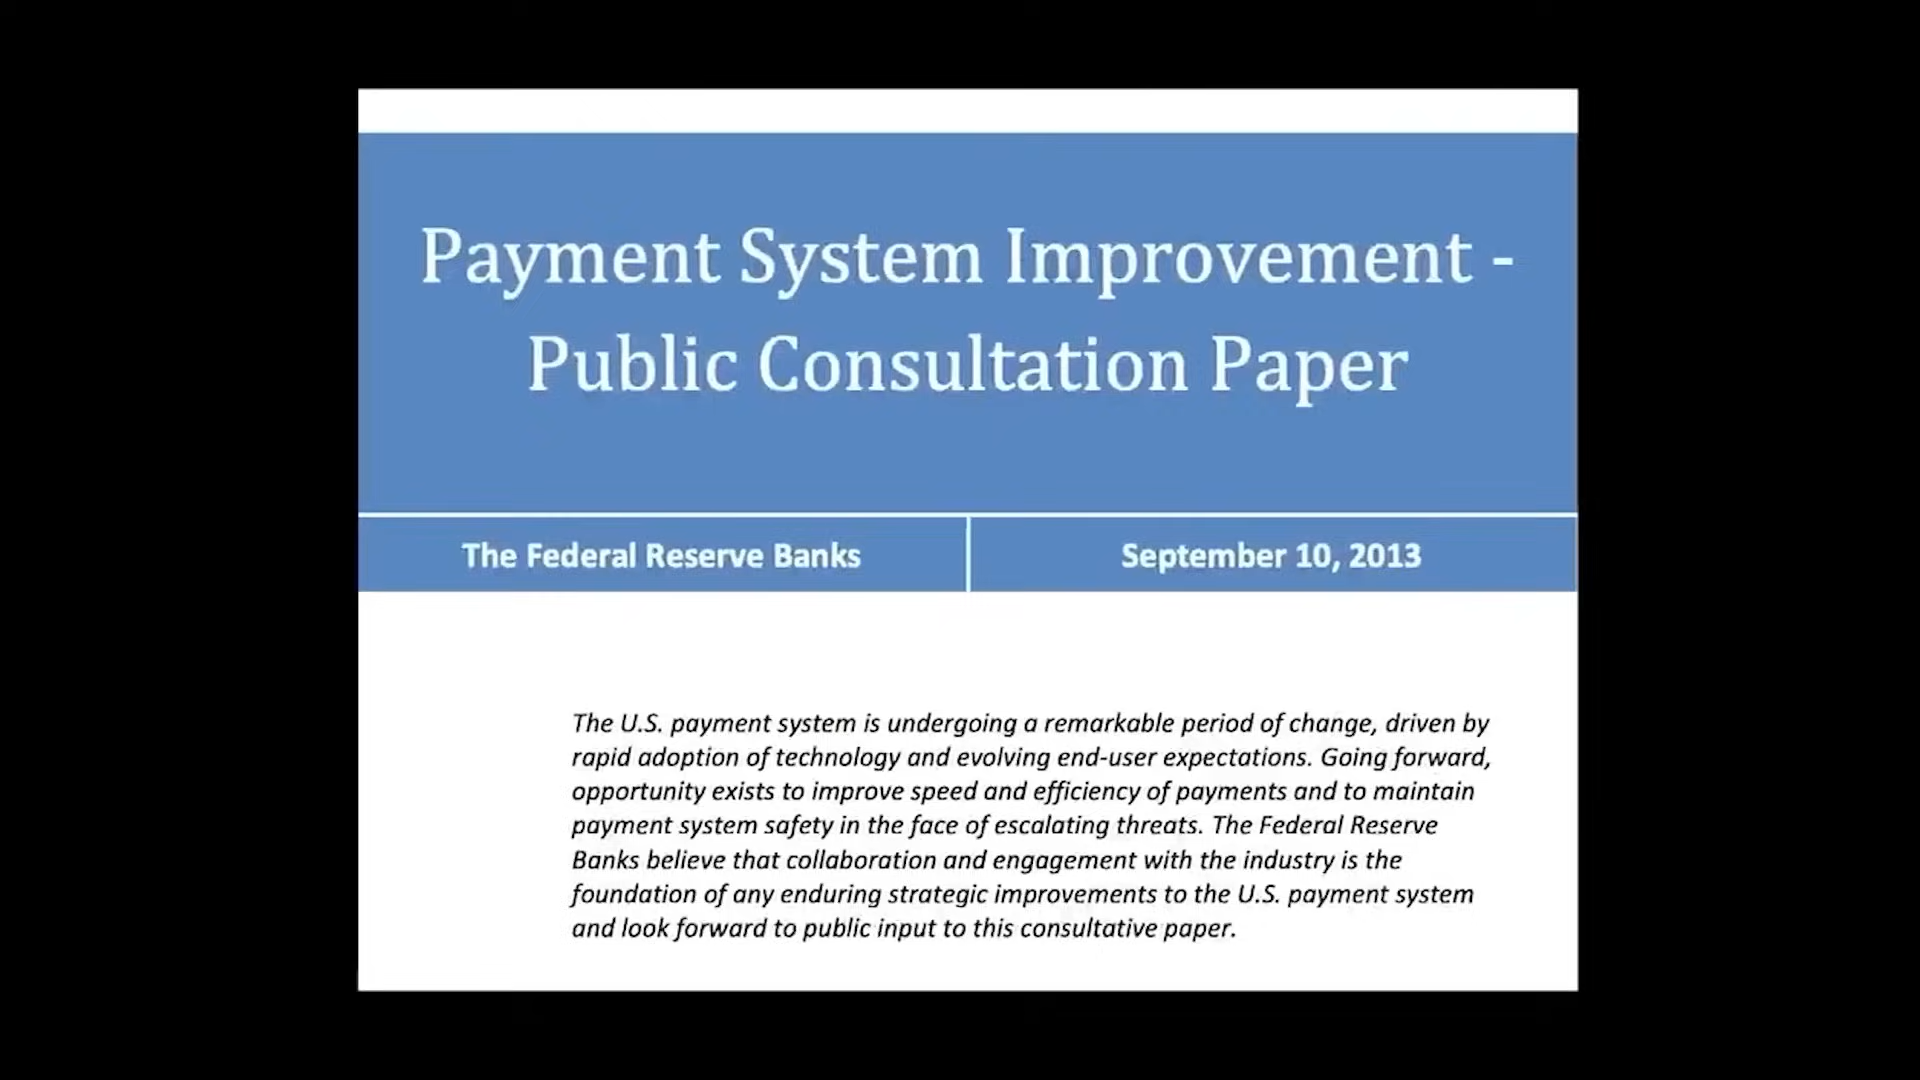 Payment System Improvement -
Public Consultation Paper
The Federal Reserve Banks
September 10, 2013
The U.S. payment system is undergoing a remarkable period of change, driven by
rapid adoption of technology and evolving end-user expectations. Going forward,
opportunity exists to improve speed and efficiency of payments and to maintain
payment system safety in the face of escalating threats. The Federal Reserve
Banks believe that collaboration and engagement with the industry is the
foundation of any enduring strategic improvements to the U.S. payment system
and look forward to public input to this consultative paper.